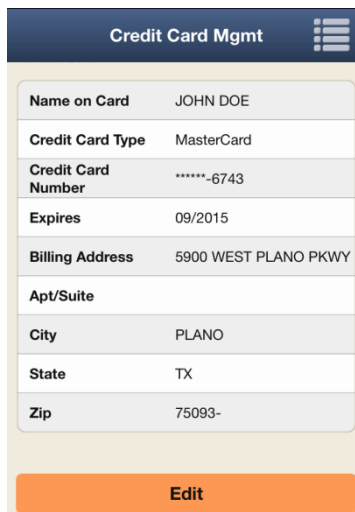 Credit Card Mgmt
Name on Card JOHN DOE
Credit Card Type MasterCard
Credit Card
Number ******-6743
Expires 09/2015
Billing Address 5900 WEST PLANO PKWY
Apt/Suite
City PLANO
State TX
Zip 75093-
Edit